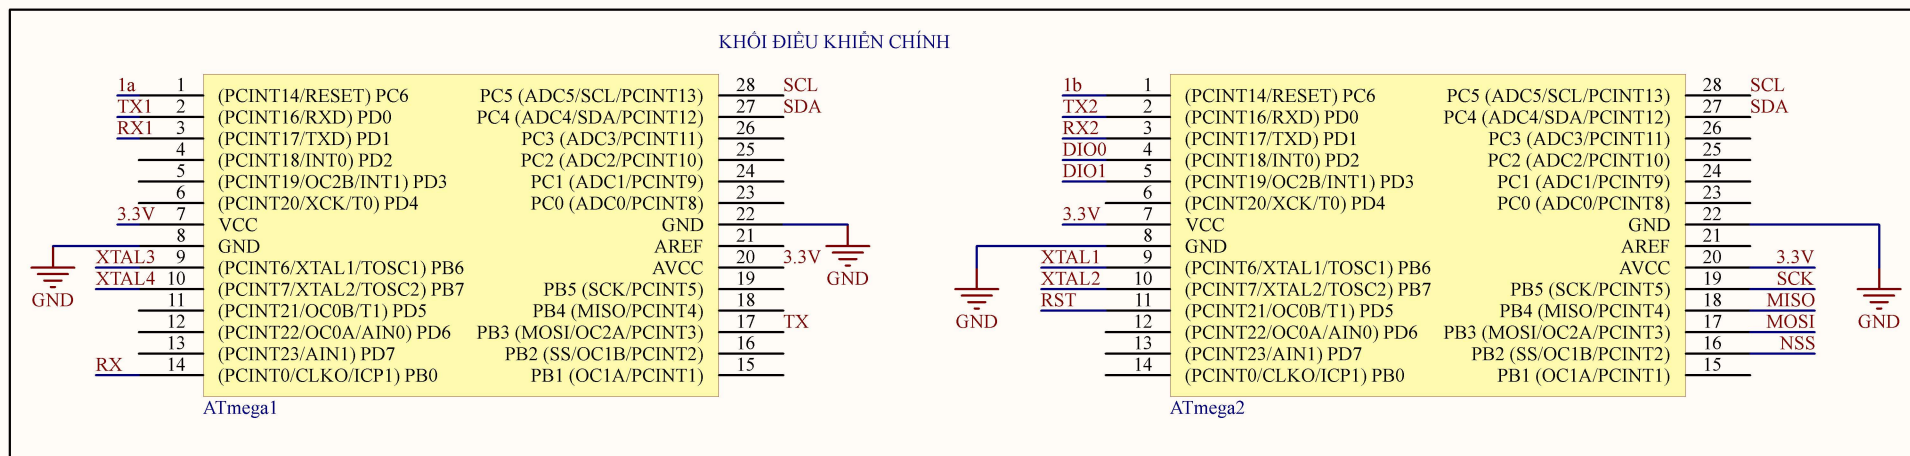 KHỐI ĐIỀU KHIỂN CHÍNH
1a 1 (PCINT14/RESET) PC6 PC5 (ADC5/SCL/PCINT13) 28 SCL
TX1 2 (PCINT16/RXD) PD0 PC4 (ADC4/SDA/PCINT12) 27 SDA
RX1 3 (PCINT17/TXD) PD1 PC3 (ADC3/PCINT11) 26
4 (PCINT18/INT0) PD2 PC2 (ADC2/PCINT10) 25
5 (PCINT19/OC2B/INT1) PD3 PC1 (ADC1/PCINT9) 24
6 (PCINT20/XCK/T0) PD4 PC0 (ADC0/PCINT8) 23
3.3V 7 VCC GND 22
8 GND AREF 21
XTAL3 9 (PCINT6/XTAL1/TOSC1) PB6 AVCC 20 3.3V
GND
XTAL4 10 (PCINT7/XTAL2/TOSC2) PB7 PB5 (SCK/PCINT5) 19
GND
11 (PCINT21/OC0B/T1) PD5 PB4 (MISO/PCINT4) 18
12 (PCINT22/OC0A/AIN0) PD6 PB3 (MOSI/OC2A/PCINT3) 17 TX
13 (PCINT23/AIN1) PD7 PB2 (SS/OC1B/PCINT2) 16
RX 14 (PCINT0/CLKO/ICP1) PB0 PB1 (OC1A/PCINT1) 15
ATmega1
1b 1 (PCINT14/RESET) PC6 PC5 (ADC5/SCL/PCINT13) 28 SCL
TX2 2 (PCINT16/RXD) PD0 PC4 (ADC4/SDA/PCINT12) 27 SDA
RX2 3 (PCINT17/TXD) PD1 PC3 (ADC3/PCINT11) 26
DIO0 4 (PCINT18/INT0) PD2 PC2 (ADC2/PCINT10) 25
DIO1 5 (PCINT19/OC2B/INT1) PD3 PC1 (ADC1/PCINT9) 24
6 (PCINT20/XCK/T0) PD4 PC0 (ADC0/PCINT8) 23
3.3V 7 VCC GND 22
8 GND AREF 21
XTAL1 9 (PCINT6/XTAL1/TOSC1) PB6 AVCC 20 3.3V
XTAL2 10 (PCINT7/XTAL2/TOSC2) PB7 PB5 (SCK/PCINT5) 19 SCK
RST 11 (PCINT21/OC0B/T1) PD5 PB4 (MISO/PCINT4) 18 MISO
GND
12 (PCINT22/OC0A/AIN0) PD6 PB3 (MOSI/OC2A/PCINT3) 17 MOSI
GND
13 (PCINT23/AIN1) PD7 PB2 (SS/OC1B/PCINT2) 16 NSS
14 (PCINT0/CLKO/ICP1) PB0 PB1 (OC1A/PCINT1) 15
ATmega2